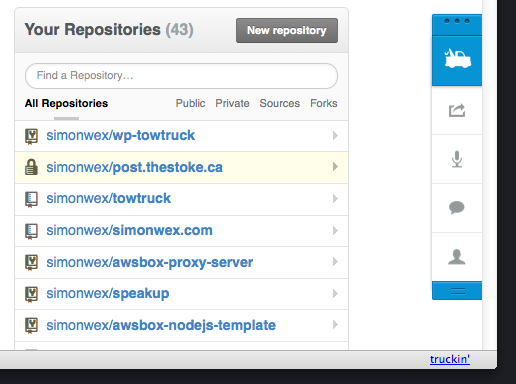 Your Repositories (43)
New repository
Find a Repository…
All Repositories Public Private Sources Forks
simonwex/wp-towtruck
simonwex/post.thestoke.ca
simonwex/towtruck
simonwex/simonwex.com
simonwex/awsbox-proxy-server
simonwex/speakup
simonwex/awsbox-nodejs-template
truckin'